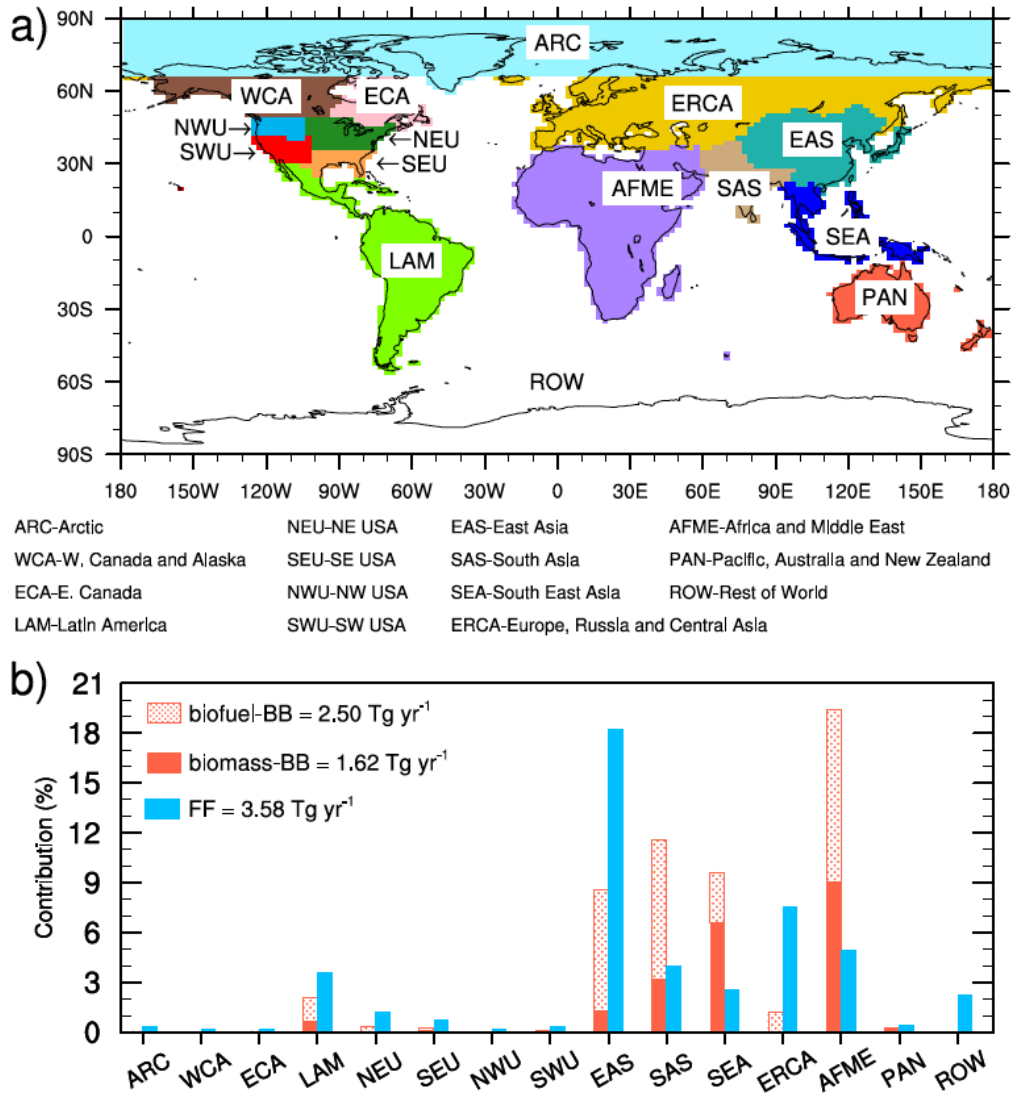 a)
90N
60N
30N
0
30S
60S
90S
ARC
WCA
ECA
ERCA
NWU
NEU
SWU
SEU
EAS
AFME
SAS
SEA
LAM
PAN
ROW
180 150W 120W 90W 60W 30W 0 30E 60E 90E 120E 150E 180
ARC-Arctic NEU-NE USA EAS-East Asia AFME-Africa and Middle East
WCA-W. Canada and Alaska SEU-SE USA SAS-South Asia PAN-Pacific, Australia and New Zealand
ECA-E. Canada NWU-NW USA SEA-South East Asia ROW-Rest of World
LAM-Latin America SWU-SW USA ERCA-Europe, Russia and Central Asia
b)
Contribution (%)
21
18
15
12
9
6
3
0
biofuel-BB = 2.50 Tg yr⁻¹
biomass-BB = 1.62 Tg yr⁻¹
FF = 3.58 Tg yr⁻¹
ARC WCA ECA LAM NEU SEU NWU SWU EAS SAS SEA ERCA AFME PAN ROW